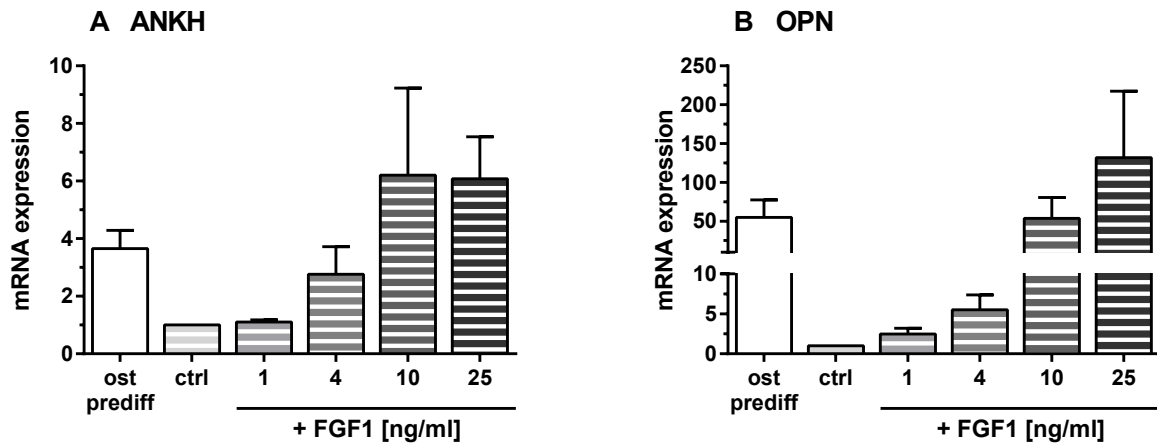 A ANKH
mRNA expression
10
8
6
4
2
0
ost prediff
ctrl
1
4
10
25
+ FGF1 [ng/ml]
B OPN
mRNA expression
250
200
150
100
50
10
5
0
ost prediff
ctrl
1
4
10
25
+ FGF1 [ng/ml]